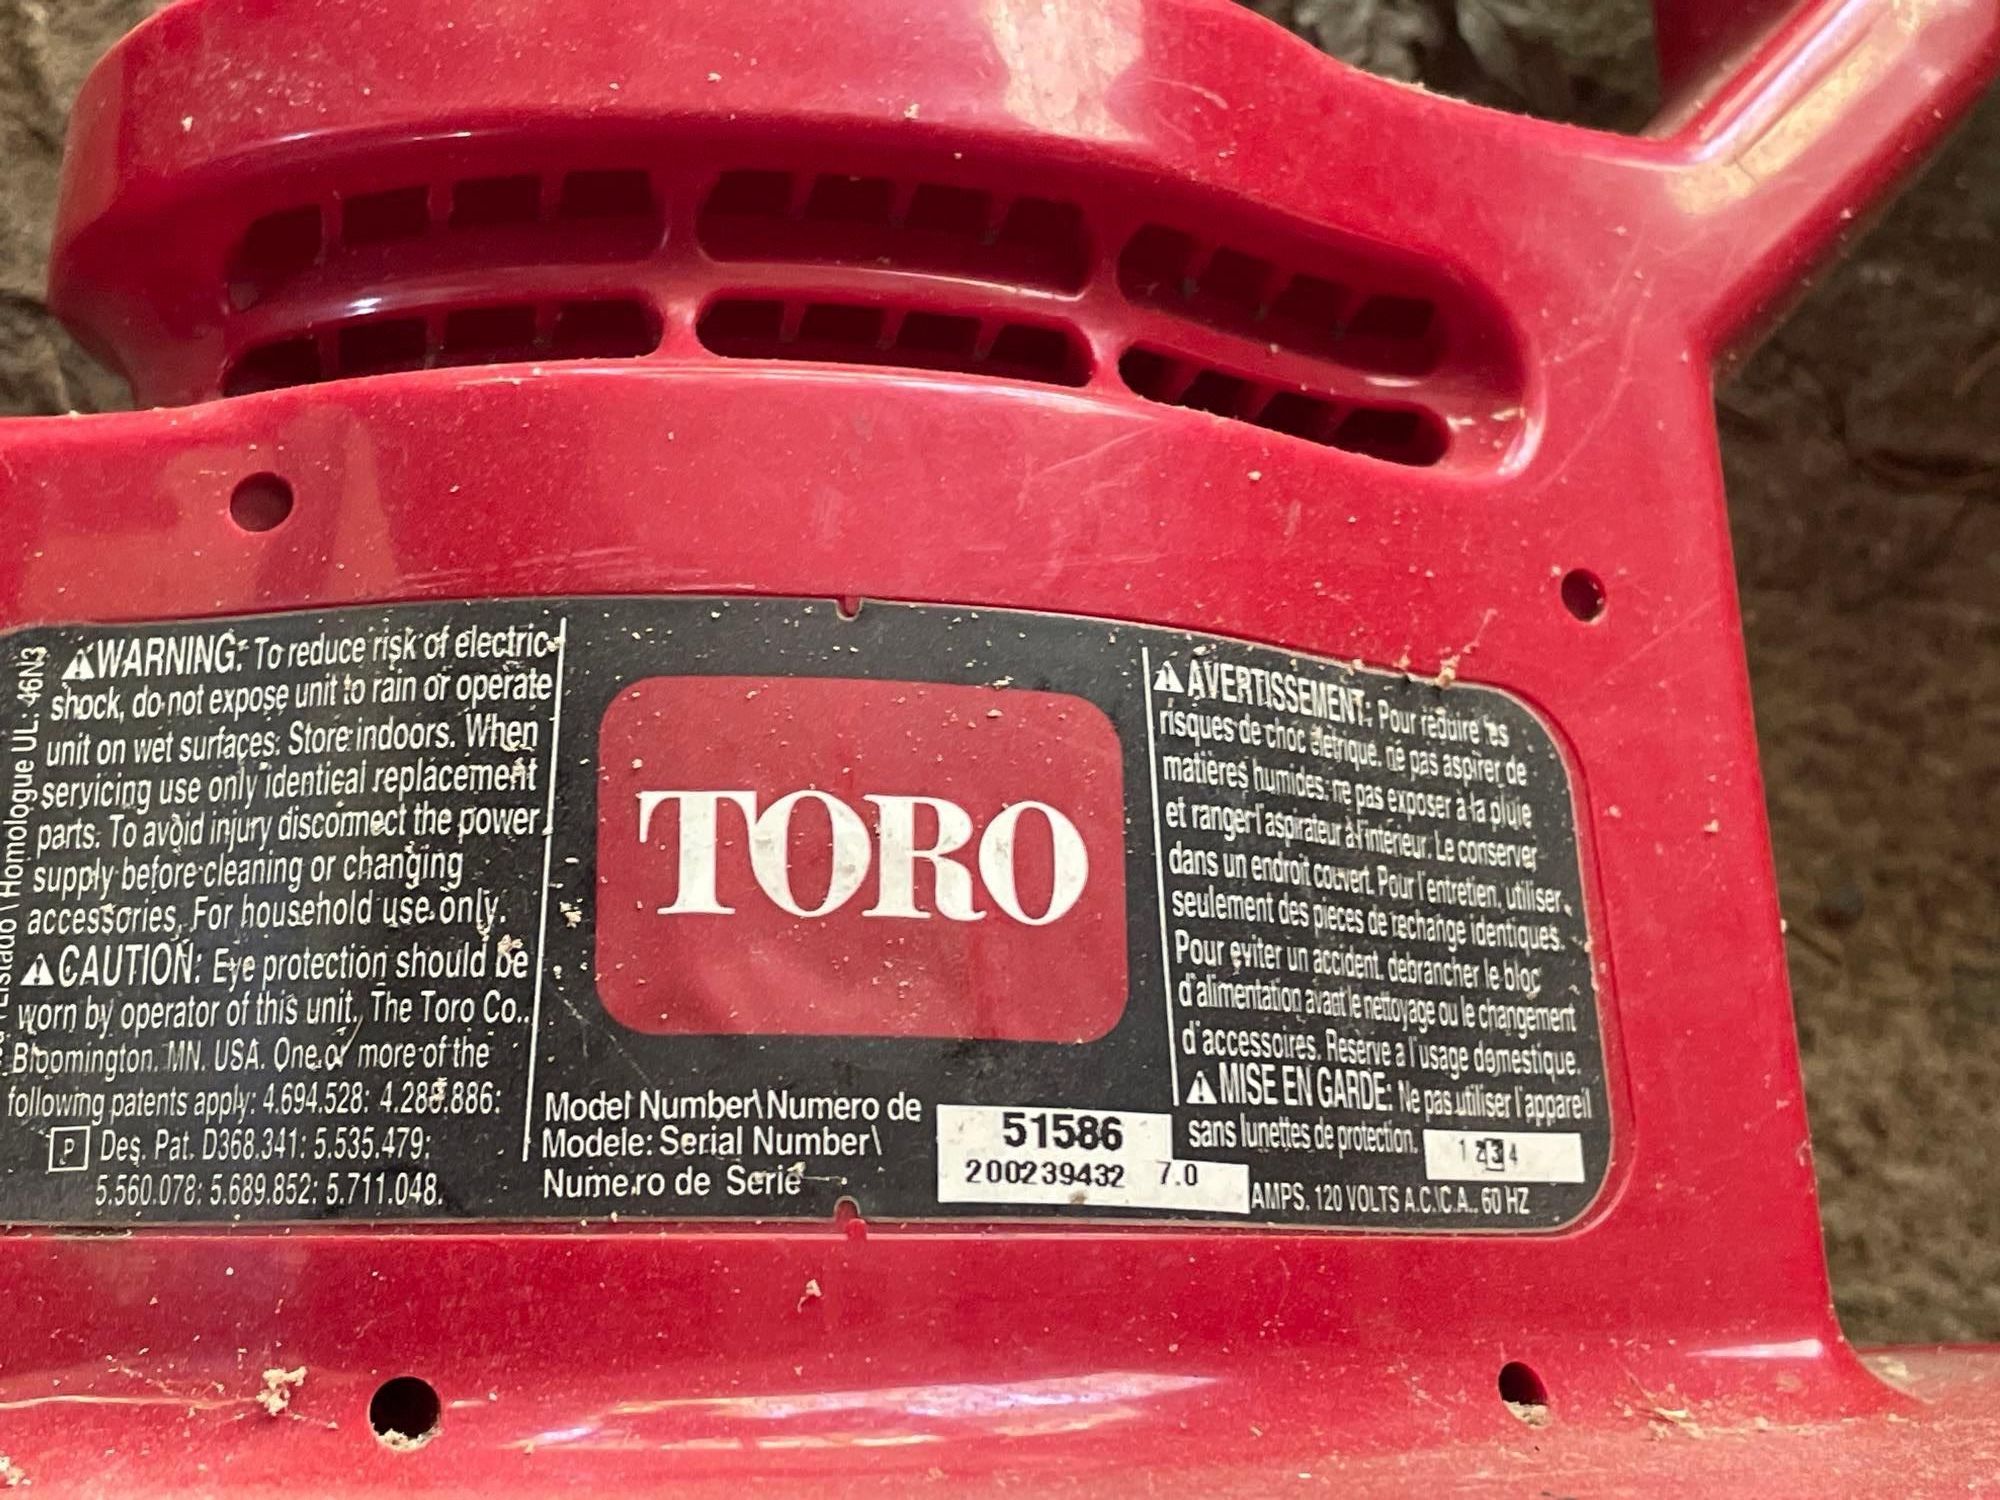 ⚠WARNING: To reduce risk of electric
shock, do not expose unit to rain or operate
unit on wet surfaces. Store indoors. When
servicing use only identical replacement
parts. To avoid injury disconnect the power
supply before cleaning or changing
accessories, For household use only.
⚠CAUTION: Eye protection should be
worn by operator of this unit. The Toro Co.,
Bloomington, MN. USA. One or more of the
following patents apply: 4.694.528: 4.288.886:
P Des. Pat. D368.341: 5.535.479:
5.560.078: 5.689.852: 5.711.048.
Listado \ Homologue UL: 46N3
TORO
Model Number\ Numero de
Modele: Serial Number\
Numero de Serie
51586
200239432 7.0
AMPS. 120 VOLTS A.C.\C.A.. 60 HZ
⚠AVERTISSEMENT: Pour reduire les
risques de choc eletrique. ne pas aspirer de
matieres humides. ne pas exposer a la pluie
et ranger l'aspirateur à l'interieur. Le conserver
dans un endroit couvert. Pour l'entretien, utiliser
seulement des pieces de rechange identiques.
Pour eviter un accident. debrancher le bloc
d'alimentation avant le nettoyage ou le changement
d'accessoires. Reserve a l'usage domestique.
⚠MISE EN GARDE: Ne pas utiliser l'appareil
sans lunettes de protection.
1 2 3 4